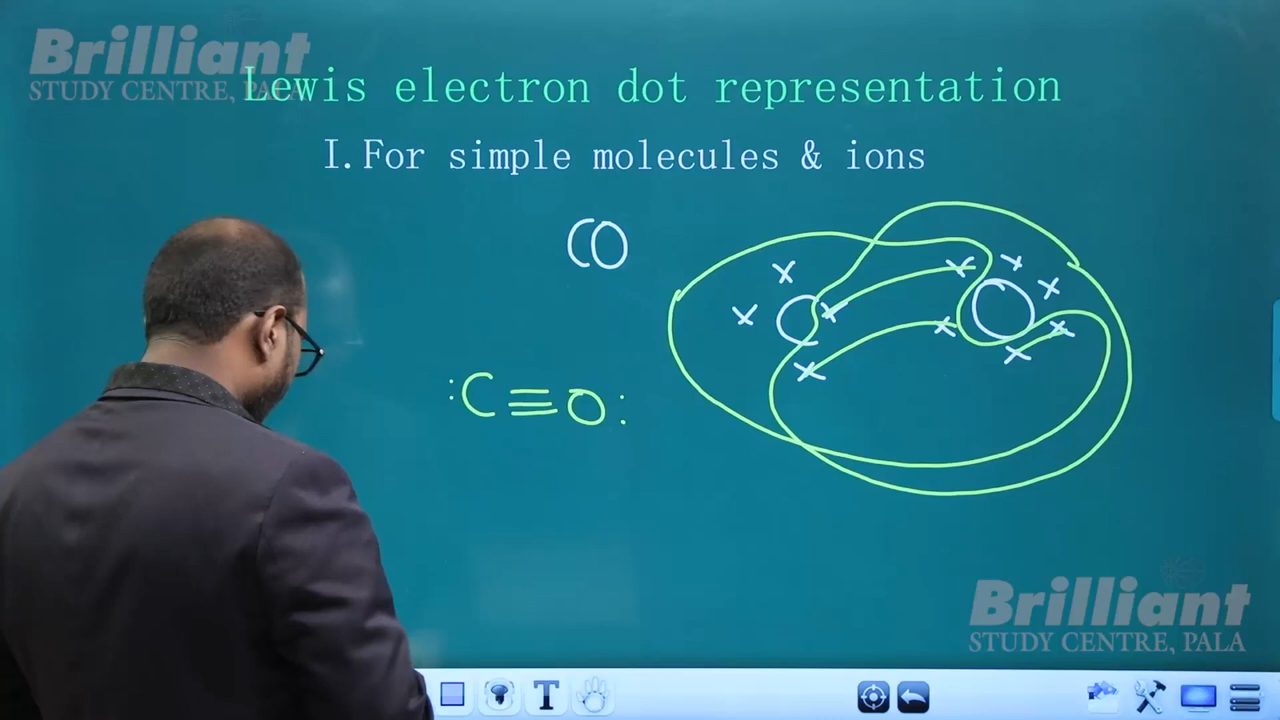 Brilliant
STUDY CENTRE, PALA
Lewis electron dot representation
I.For simple molecules & ions
CO
:C≡O:
Brilliant
STUDY CENTRE, PALA
T